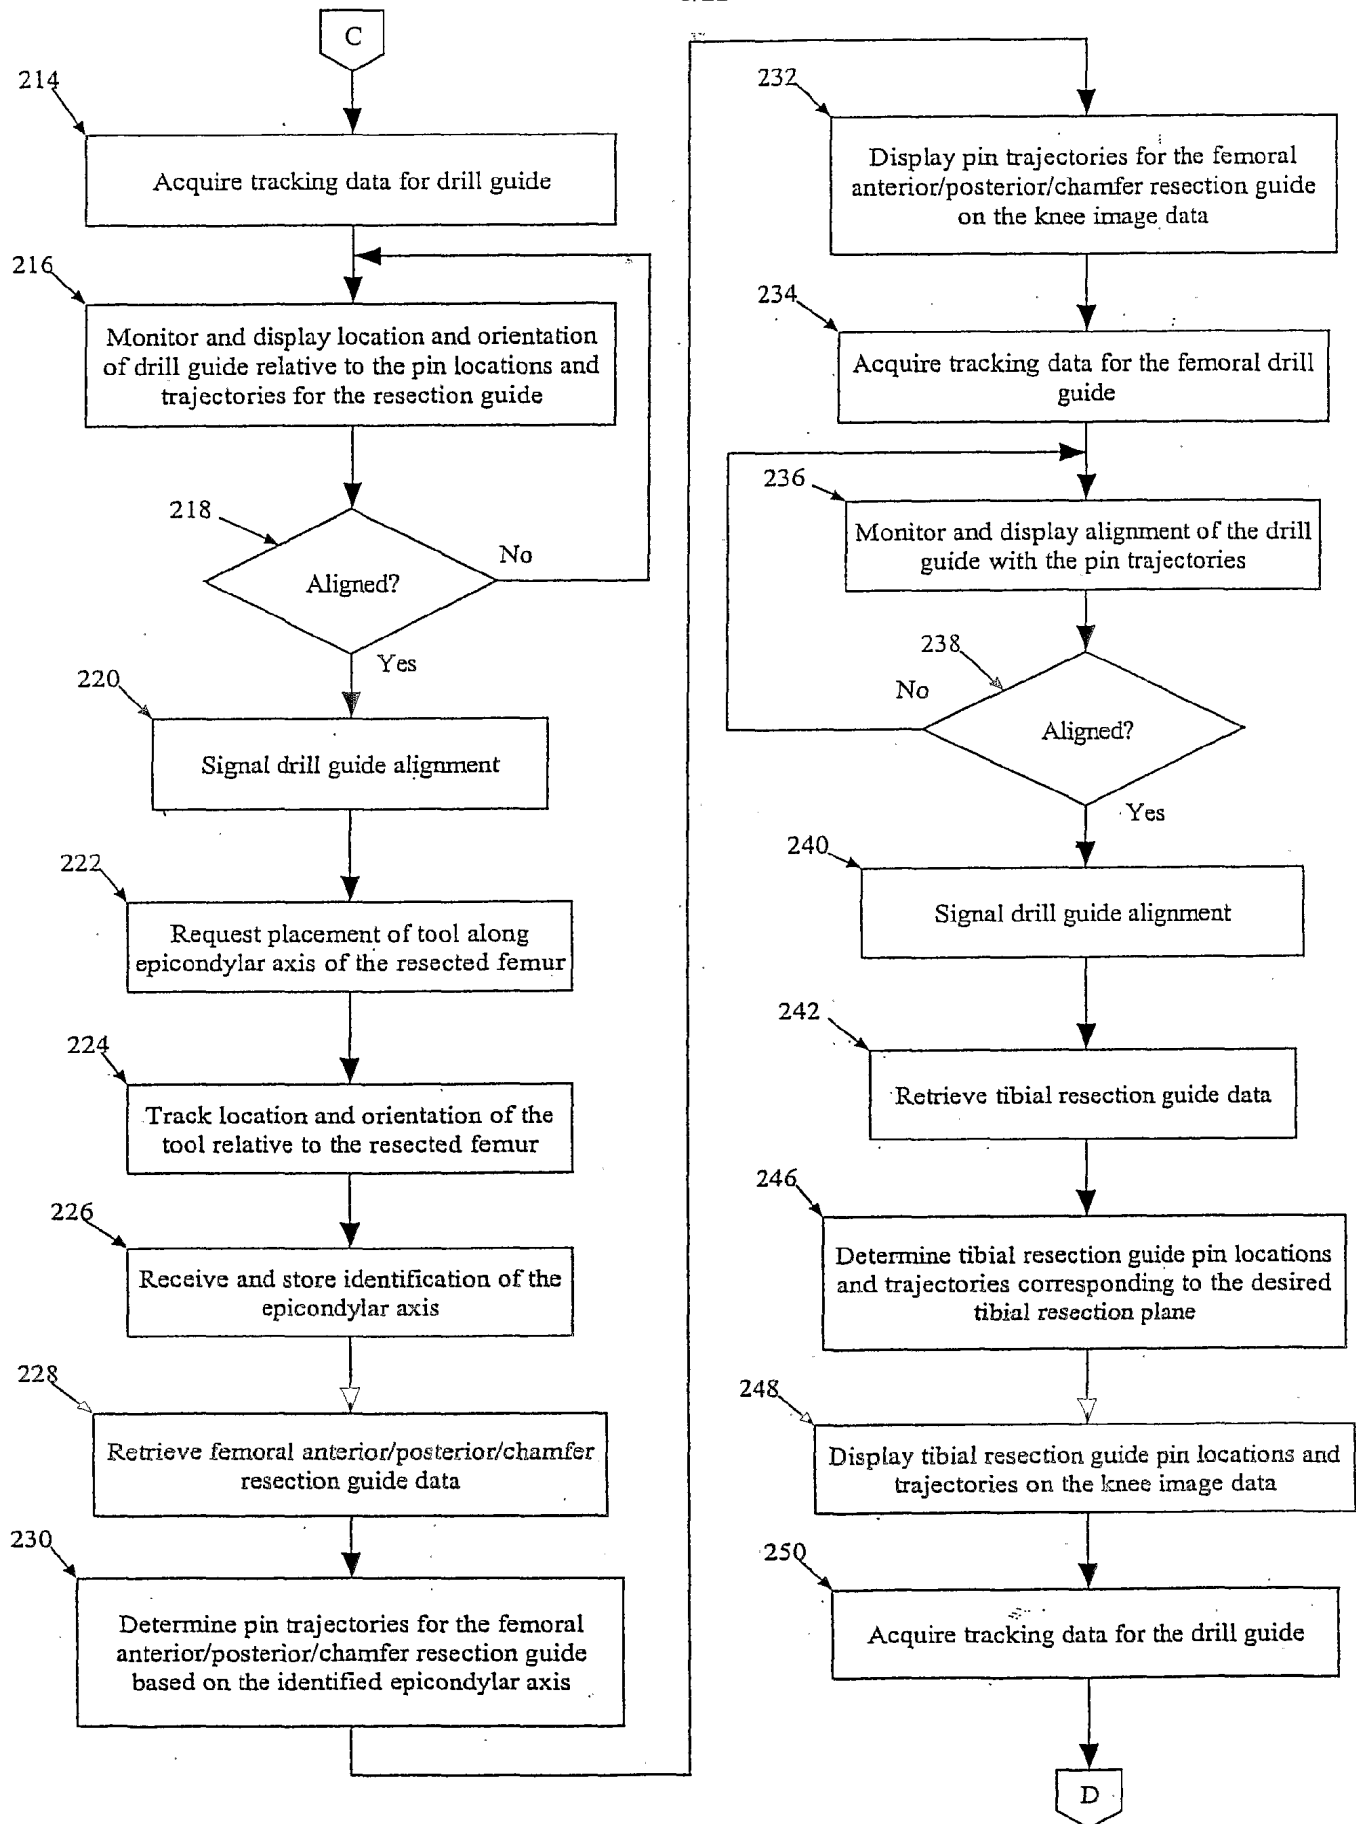 C
214
Acquire tracking data for drill guide
216
Monitor and display location and orientation
of drill guide relative to the pin locations and
trajectories for the resection guide
218
Aligned?
No
Yes
220
Signal drill guide alignment
222
Request placement of tool along
epicondylar axis of the resected femur
224
Track location and orientation of the
tool relative to the resected femur
226
Receive and store identification of the
epicondylar axis
228
Retrieve femoral anterior/posterior/chamfer
resection guide data
230
Determine pin trajectories for the femoral
anterior/posterior/chamfer resection guide
based on the identified epicondylar axis
232
Display pin trajectories for the femoral
anterior/posterior/chamfer resection guide
on the knee image data
234
Acquire tracking data for the femoral drill
guide
236
Monitor and display alignment of the drill
guide with the pin trajectories
238
No
Aligned?
Yes
240
Signal drill guide alignment
242
Retrieve tibial resection guide data
246
Determine tibial resection guide pin locations
and trajectories corresponding to the desired
tibial resection plane
248
Display tibial resection guide pin locations and
trajectories on the knee image data
250
Acquire tracking data for the drill guide
D